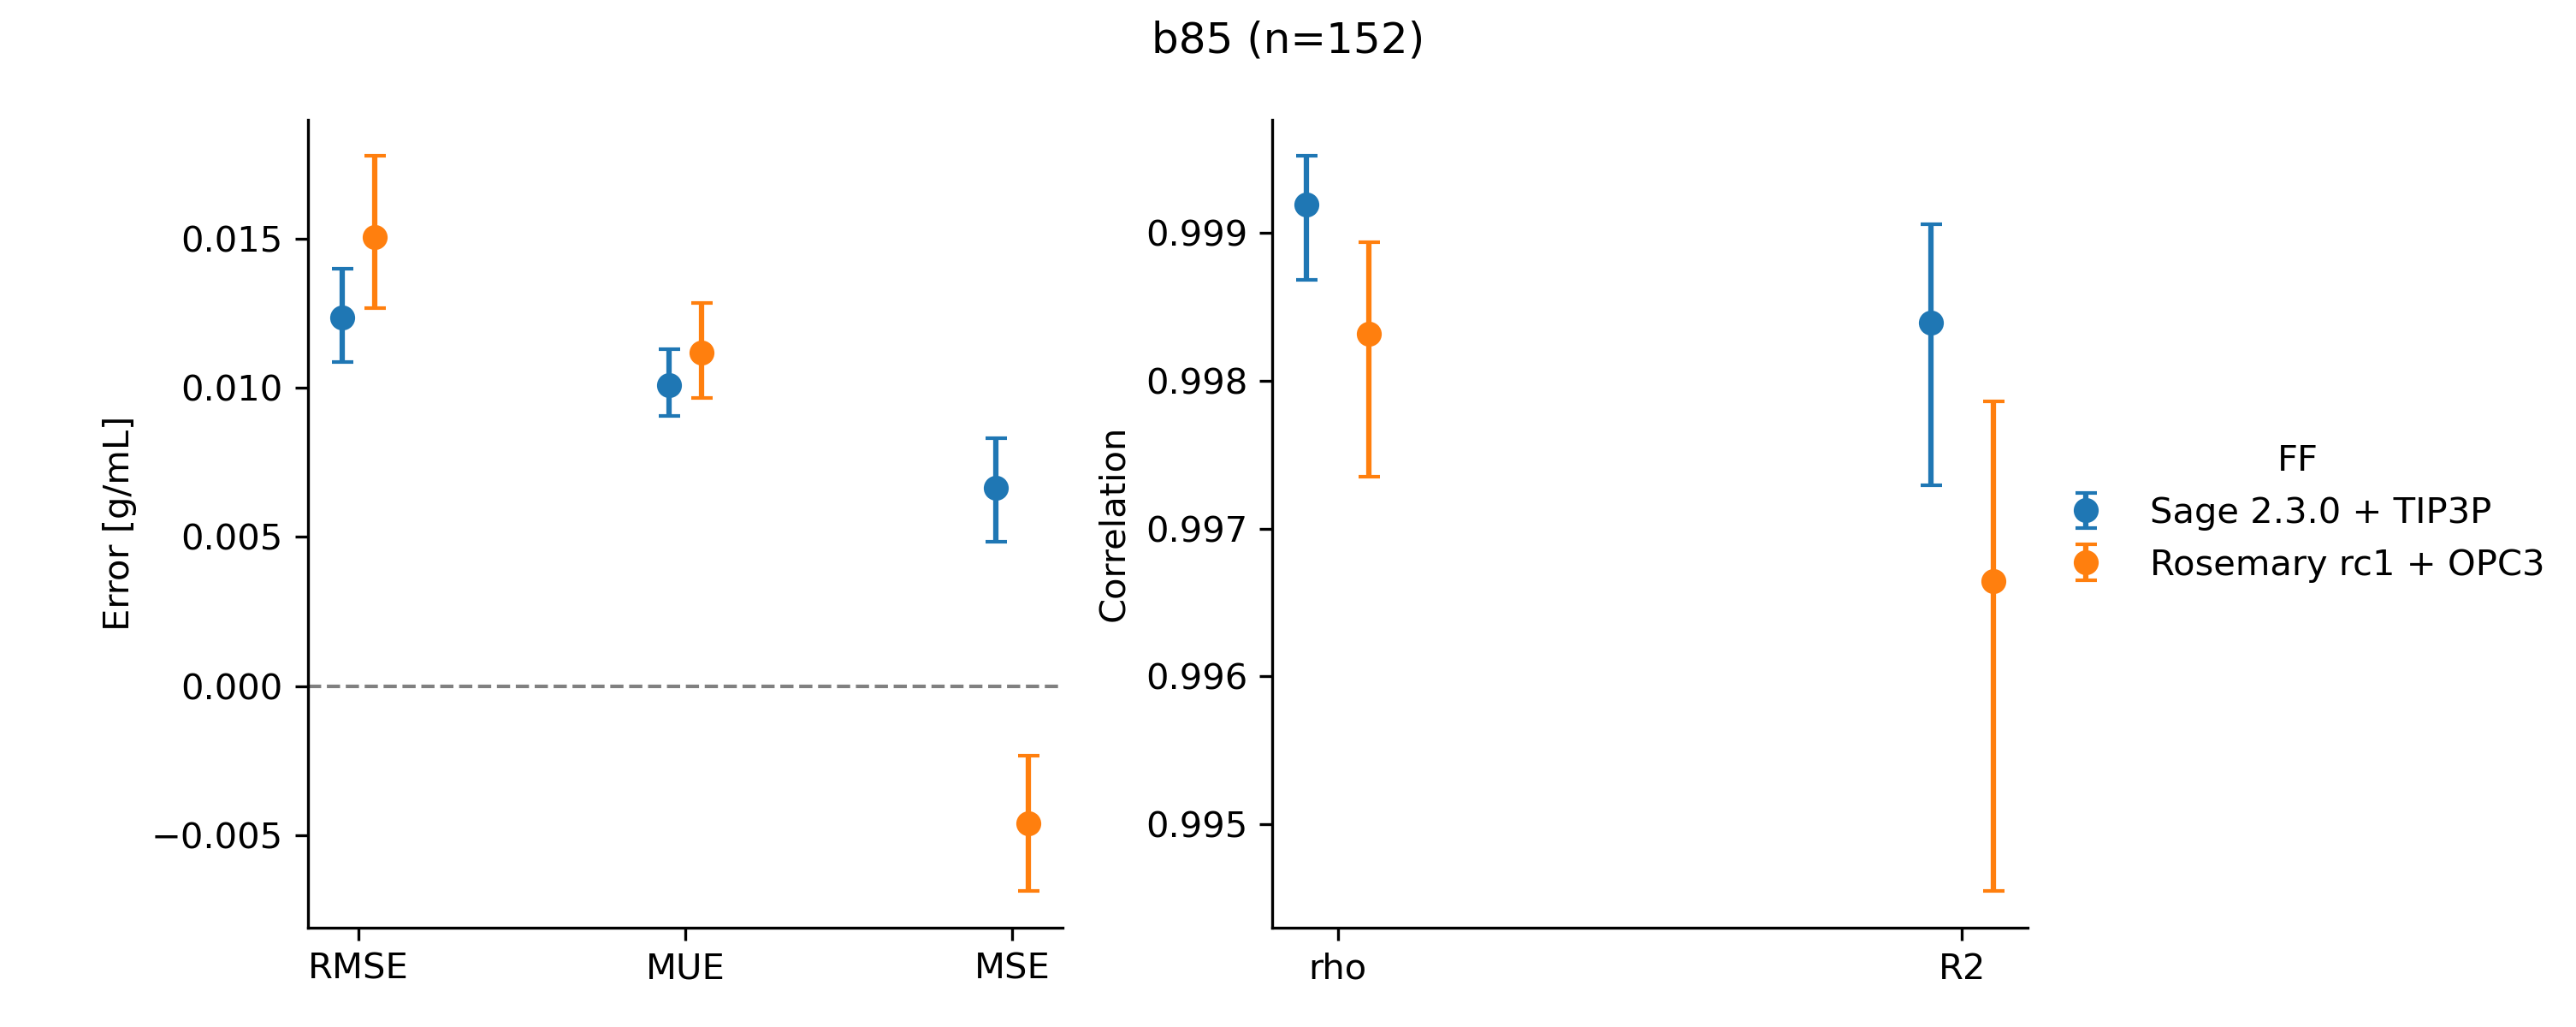 b85 (n=152)
Error [g/mL]
0.015
0.010
0.005
0.000
−0.005
RMSE
MUE
MSE
Correlation
0.999
0.998
0.997
0.996
0.995
rho
R2
FF
Sage 2.3.0 + TIP3P
Rosemary rc1 + OPC3